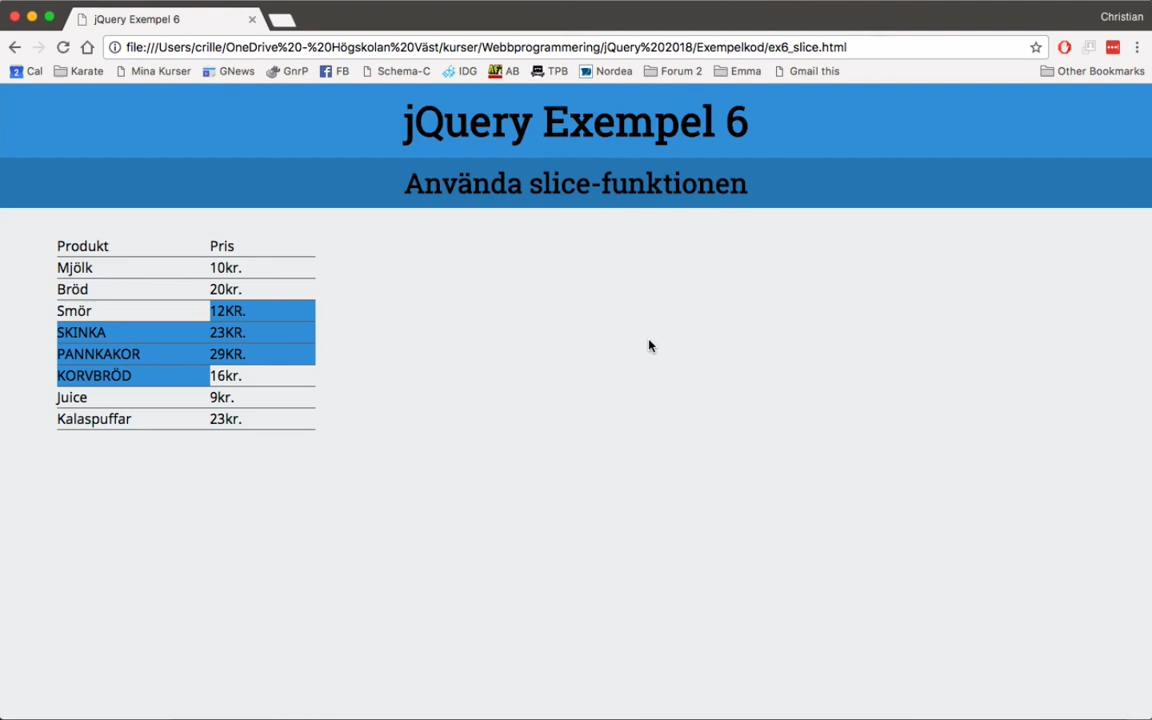 jQuery Exempel 6
Christian
file:///Users/crille/OneDrive%20-%20Högskolan%20Väst/kurser/Webbprogrammering/jQuery%202018/Exempelkod/ex6_slice.html
2 Cal Karate Mina Kurser GNews GnrP FB Schema-C IDG AB TPB Nordea Forum 2 Emma Gmail this Other Bookmarks
jQuery Exempel 6
Använda slice-funktionen
Produkt Pris
Mjölk 10kr.
Bröd 20kr.
Smör 12KR.
SKINKA 23KR.
PANNKAKOR 29KR.
KORVBRÖD 16kr.
Juice 9kr.
Kalaspuffar 23kr.